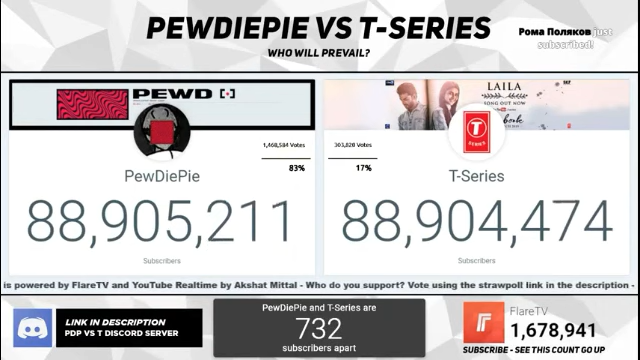 PEWDIEPIE VS T-SERIES
WHO WILL PREVAIL?
Рома Поляков just
subscribed!
PEWD
LAILA
SONG OUT NOW
T
SERIES
1,468,584 Votes
83%
303,820 Votes
17%
PewDiePie
88,905,211
Subscribers
T-Series
88,904,474
Subscribers
is powered by FlareTV and YouTube Realtime by Akshat Mittal - Who do you support? Vote using the strawpoll link in the description -
LINK IN DESCRIPTION
PDP VS T DISCORD SERVER
PewDiePie and T-Series are
732
subscribers apart
FlareTV
1,678,941
SUBSCRIBE - SEE THIS COUNT GO UP